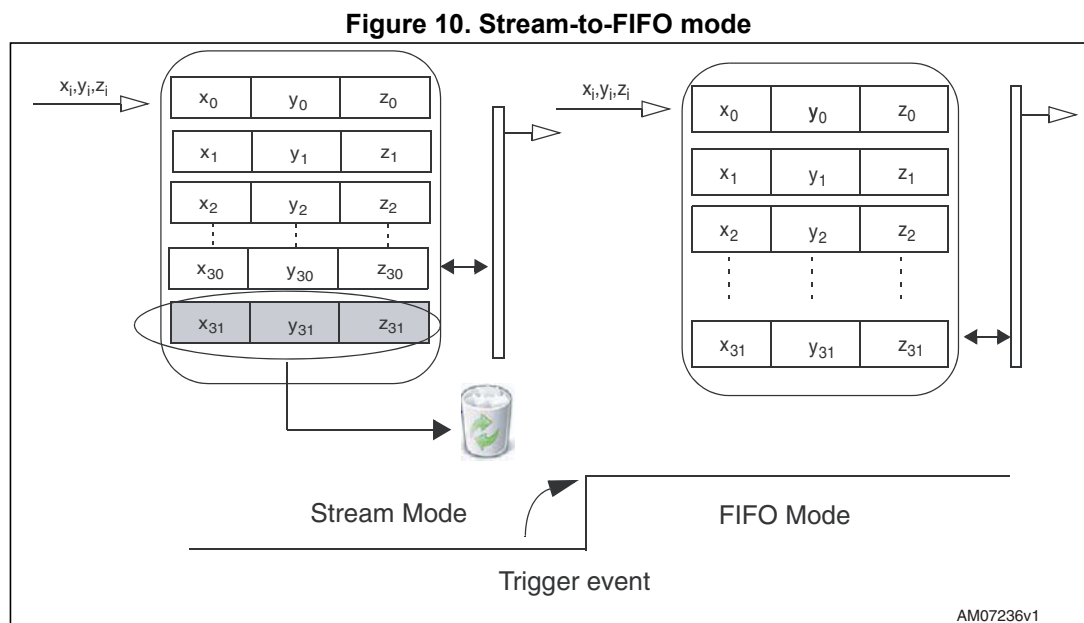 Figure 10. Stream-to-FIFO mode
xi,yi,zi
x0 y0 z0
x1 y1 z1
x2 y2 z2
x30 y30 z30
x31 y31 z31
xi,yi,zi
x0 y0 z0
x1 y1 z1
x2 y2 z2
x31 y31 z31
Stream Mode
FIFO Mode
Trigger event
AM07236v1